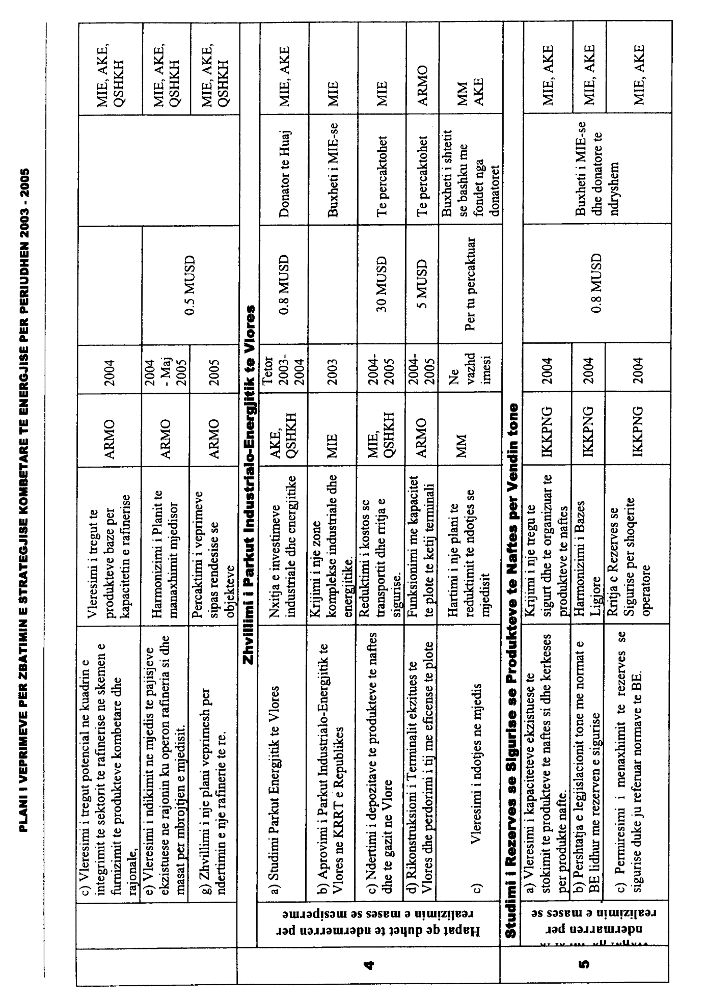 PLANI I VEPRIMEVE PER ZBATIMIN E STRATEGJISE KOMBETARE TE ENERGJISE PER PERIUDHEN 2003 - 2005
c) Vleresimi i tregut potencial ne kuadrin e
integrimit te sektorit te rafinerise ne skemen e
furnizimit te produkteve kombetare dhe
rajonale,
Vleresimi i tregut te
produkteve baze per
kapacitetin e rafinerise
ARMO
2004
MIE, AKE,
QSHKH
e) Vleresimi i ndikimit ne mjedis te pajisjeve
ekzistuese ne rajonin ku operon rafineria si dhe
masat per mbrojtjen e mjedisit.
Harmonizimi i Planit te
manaxhimit mjedisor
ARMO
2004
- Maj
2005
0.5 MUSD
MIE, AKE,
QSHKH
g) Zhvillimi i nje plani veprimesh per
ndertimin e nje rafinerie te re.
Percaktimi i veprimeve
sipas rendesise se
objekteve
ARMO
2005
MIE, AKE,
QSHKH
4
Zhvillimi i Parkut Industrialo-Energjitik te Vlores
Hapat qe duhet te ndermerren per
realizimin e mases se mesiperme
a) Studimi Parkut Energjitik te Vlores
Nxitja e investimeve
industriale dhe energjitike
AKE,
QSHKH
Tetor
2003-
2004
0.8 MUSD
Donator te Huaj
MIE, AKE
b) Aprovimi i Parkut Industrialo-Energjitik te
Vlores ne KRRT e Republikes
Krijimi i nje zone
komplekse industriale dhe
energjitike.
MIE
2003
Buxheti i MIE-se
MIE
c) Ndertimi i depozitave te produkteve te naftes
dhe te gazit ne Vlore
Reduktimi i kostos se
transportit dhe rritja e
sigurise.
MIE,
QSHKH
2004-
2005
30 MUSD
Te percaktohet
MIE
d) Rikonstruksioni i Terminalit ekzitues te
Vlores dhe perdorimi i tij me eficense te plote
Funksionimi me kapacitet
te plote te ketij terminali
ARMO
2004-
2005
5 MUSD
Te percaktohet
ARMO
c) Vleresimi i ndotjes ne mjedis
Hartimi i nje plani te
reduktimit te ndotjes se
mjedisit
MM
Ne
vazhd
imesi
Per tu percaktuar
Buxheti i shtetit
se bashku me
fondet nga
donatoret
MM
AKE
5
Studimi i Rezerves se Sigurise se Produkteve te Naftes per Vendin tone
ndermarren per
realizimin e mases se
a) Vleresimi i kapaciteteve ekzistuese te
stokimit te produkteve te naftes si dhe kerkeses
per produkte nafte.
Krijimi i nje tregu te
sigurt dhe te organizuar te
produkteve te naftes
IKKPNG
2004
0.8 MUSD
Buxheti i MIE-se
dhe donatore te
ndryshem
MIE, AKE
b) Pershtatja e legjislacionit tone me normat e
BE lidhur me rezerven e sigurise
Harmonizimi i Bazes
Ligjore
IKKPNG
2004
MIE, AKE
c) Permiresimi i menaxhimit te rezerves se
sigurise duke ju referuar normave te BE.
Rritja e Rezerves se
Sigurise per shoqerite
operatore
IKKPNG
2004
MIE, AKE